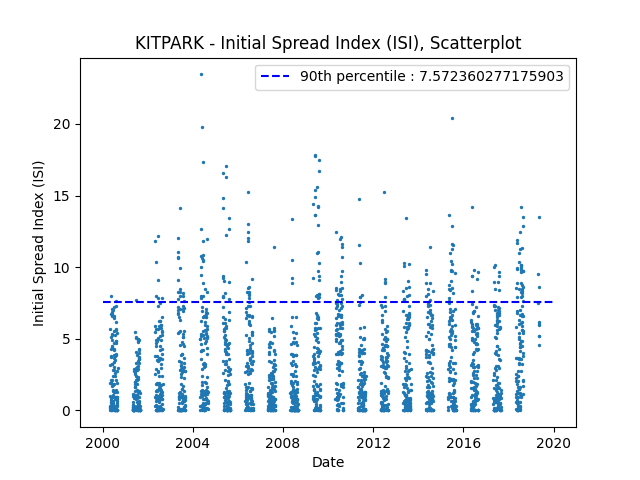 KITPARK - Initial Spread Index (ISI), Scatterplot
90th percentile : 7.572360277175903
Initial Spread Index (ISI)
20
15
10
5
0
2000 2004 2008 2012 2016 2020
Date